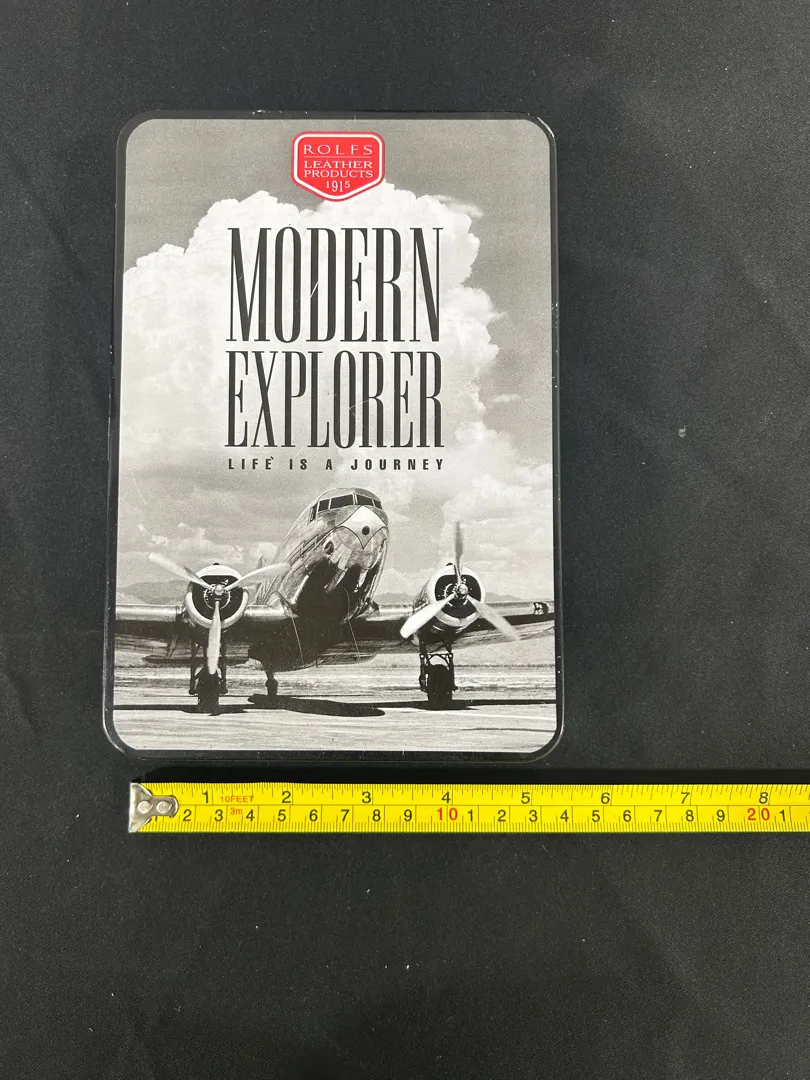 ROLFS
LEATHER
PRODUCTS
1915
MODERN
EXPLORER
LIFE IS A JOURNEY
1 10FEET 2 3 4 5 6 7 8
1 2 3 3m 4 5 6 7 8 9 10 1 2 3 4 5 6 7 8 9 20 1